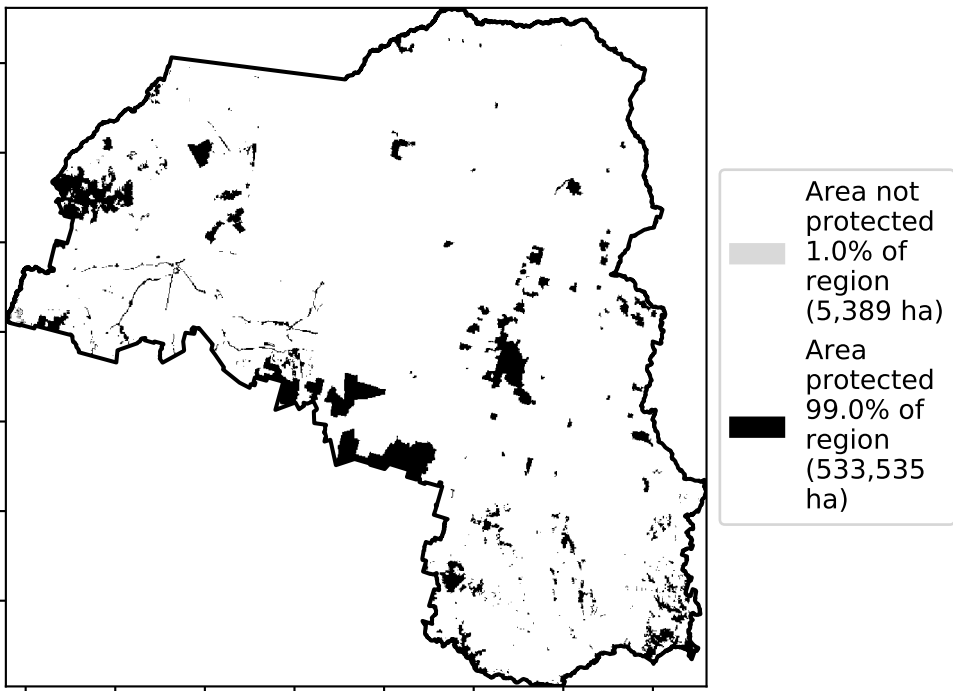 Area not
protected
1.0% of
region
(5,389 ha)
Area
protected
99.0% of
region
(533,535
ha)